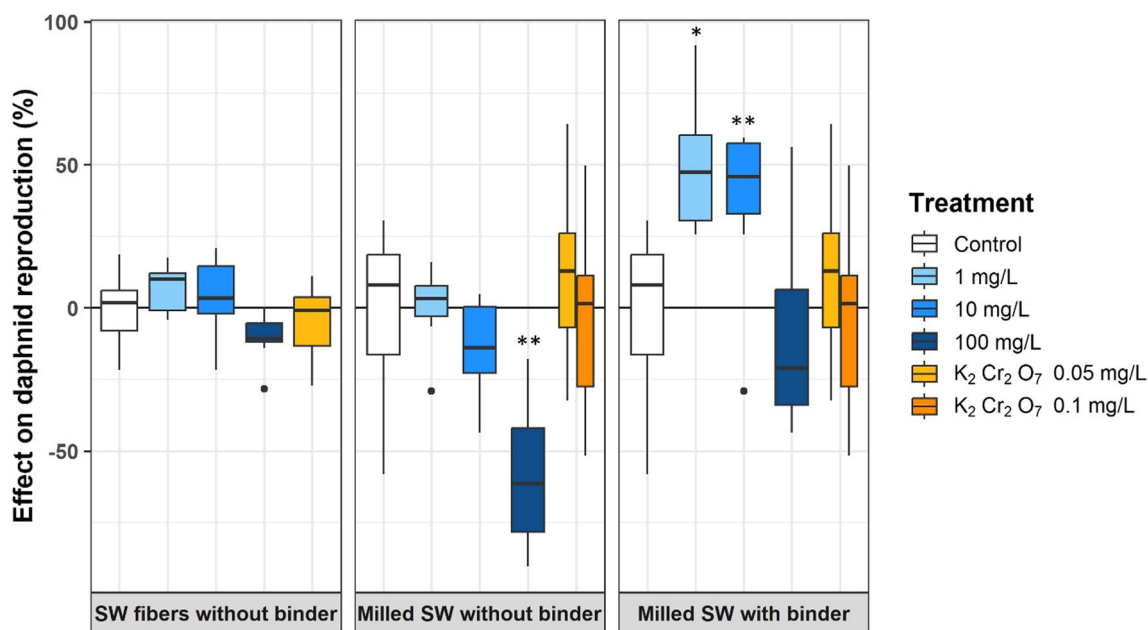 Effect on daphnid reproduction (%)
100
50
0
-50
*
**
**
SW fibers without binder
Milled SW without binder
Milled SW with binder
Treatment
Control
1 mg/L
10 mg/L
100 mg/L
K₂ Cr₂ O₇ 0.05 mg/L
K₂ Cr₂ O₇ 0.1 mg/L